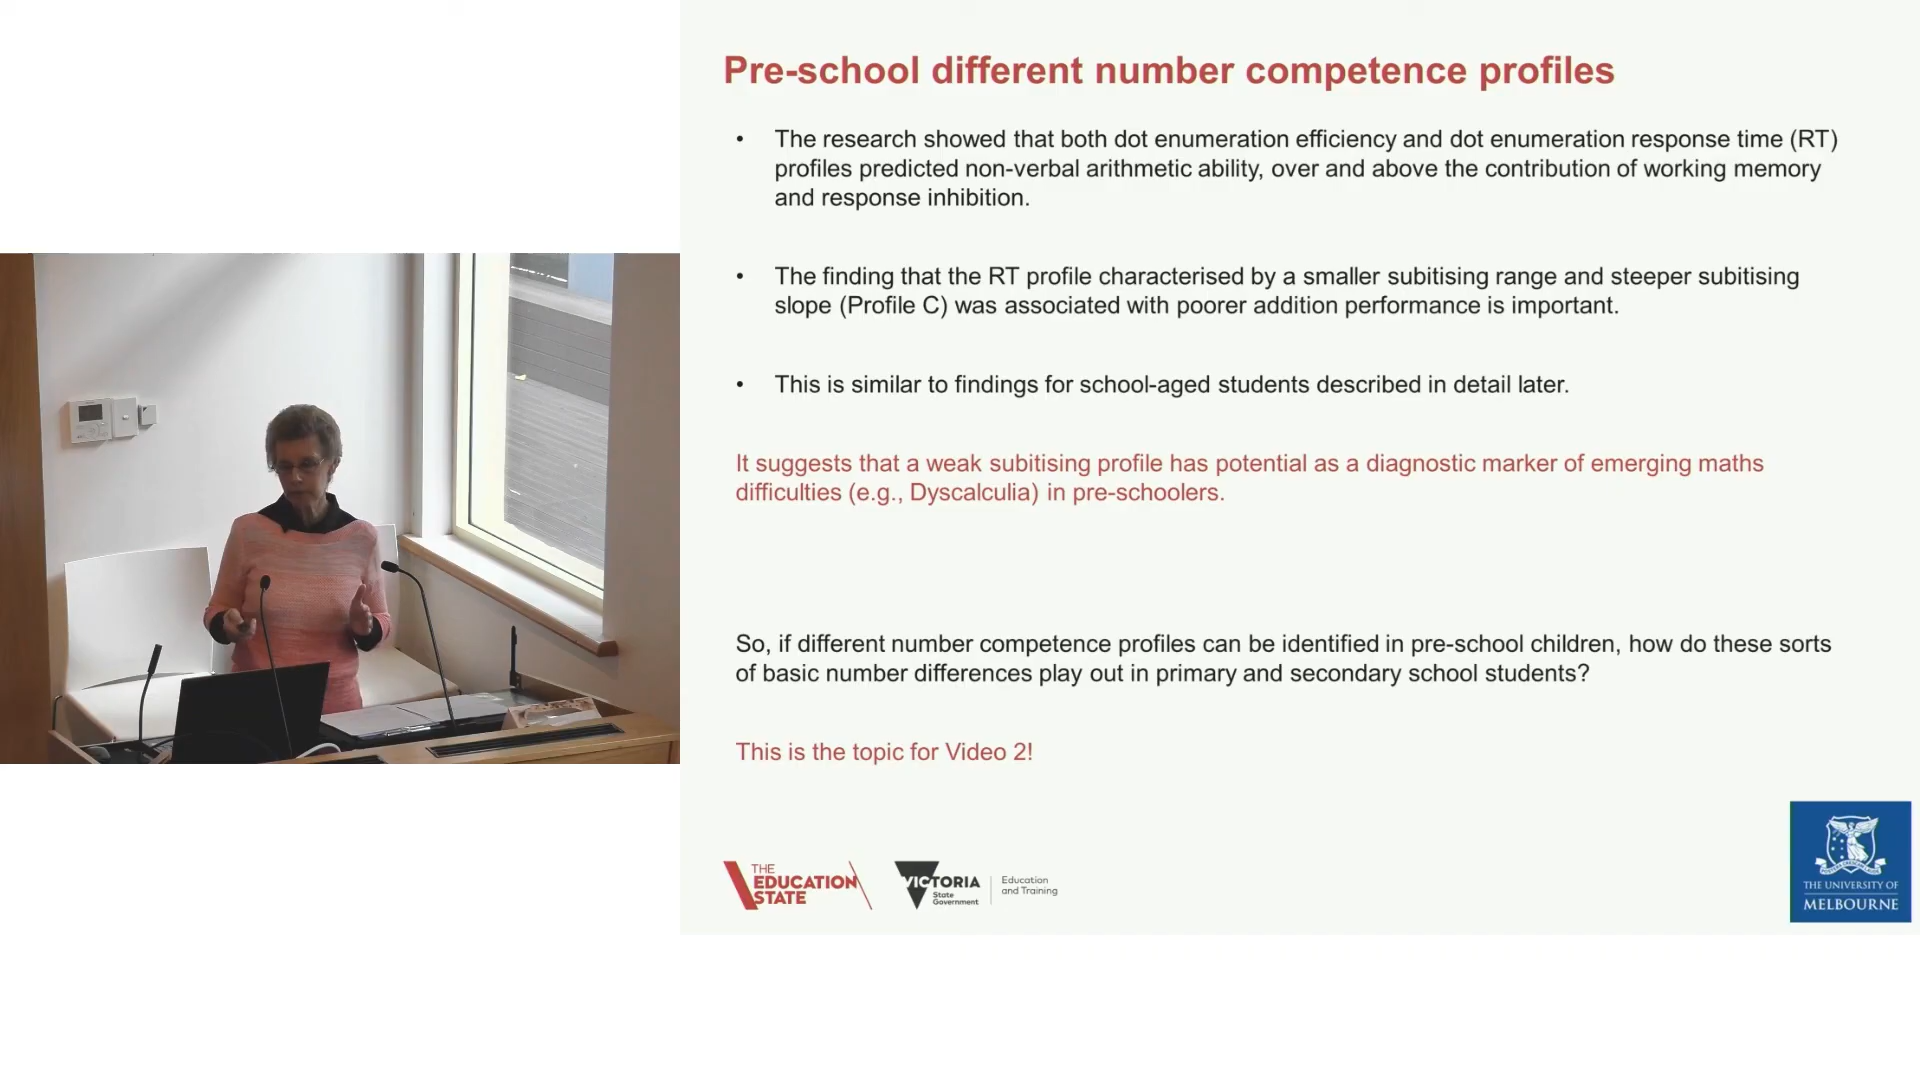 Pre-school different number competence profiles
• The research showed that both dot enumeration efficiency and dot enumeration response time (RT)
profiles predicted non-verbal arithmetic ability, over and above the contribution of working memory
and response inhibition.
• The finding that the RT profile characterised by a smaller subitising range and steeper subitising
slope (Profile C) was associated with poorer addition performance is important.
• This is similar to findings for school-aged students described in detail later.
It suggests that a weak subitising profile has potential as a diagnostic marker of emerging maths
difficulties (e.g., Dyscalculia) in pre-schoolers.
So, if different number competence profiles can be identified in pre-school children, how do these sorts
of basic number differences play out in primary and secondary school students?
This is the topic for Video 2!
THE
EDUCATION
STATE
VICTORIA
State
Government
Education
and Training
THE UNIVERSITY OF
MELBOURNE